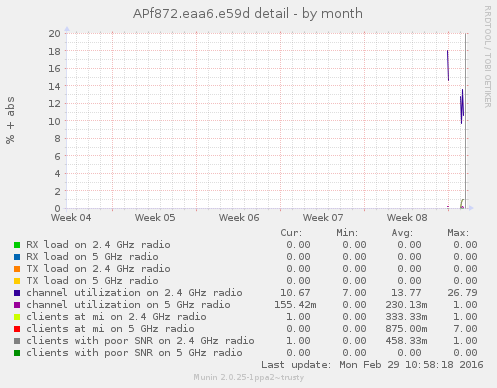 APf872.eaa6.e59d detail - by month
RRDTOOL / TOBI OETIKER
% + abs
20
18
16
14
12
10
8
6
4
2
0
Week 04 Week 05 Week 06 Week 07 Week 08
Cur: Min: Avg: Max:
RX load on 2.4 GHz radio 0.00 0.00 0.00 0.00
RX load on 5 GHz radio 0.00 0.00 0.00 0.00
TX load on 2.4 GHz radio 0.00 0.00 0.00 0.00
TX load on 5 GHz radio 0.00 0.00 0.00 0.00
channel utilization on 2.4 GHz radio 10.67 7.00 13.77 26.79
channel utilization on 5 GHz radio 155.42m 0.00 230.13m 1.00
clients at mi on 2.4 GHz radio 1.00 0.00 333.33m 1.00
clients at mi on 5 GHz radio 0.00 0.00 875.00m 7.00
clients with poor SNR on 2.4 GHz radio 1.00 0.00 458.33m 1.00
clients with poor SNR on 5 GHz radio 0.00 0.00 0.00 0.00
Last update: Mon Feb 29 10:58:18 2016
Munin 2.0.25-1ppa2~trusty